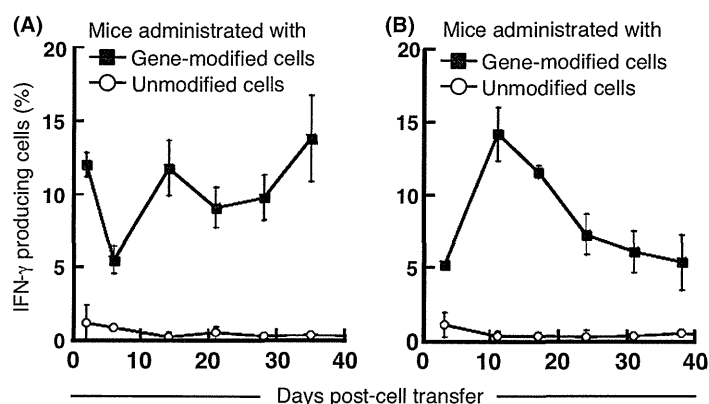 (A)
Mice administrated with
Gene-modified cells
Unmodified cells
IFN-γ producing cells (%)
20
15
10
5
0
0 10 20 30 40
(B)
Mice administrated with
Gene-modified cells
Unmodified cells
20
15
10
5
0
0 10 20 30 40
Days post-cell transfer